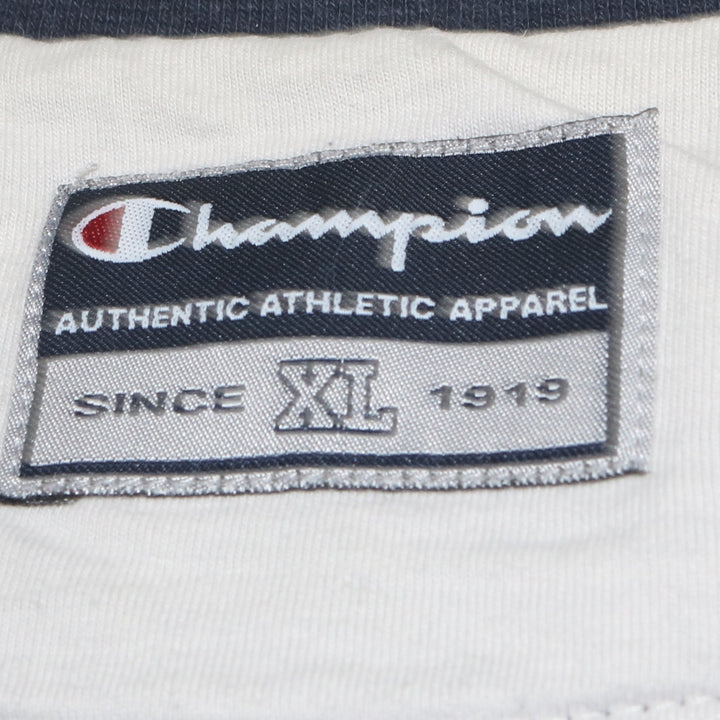 Champion
AUTHENTIC ATHLETIC APPAREL
SINCE XL 1919